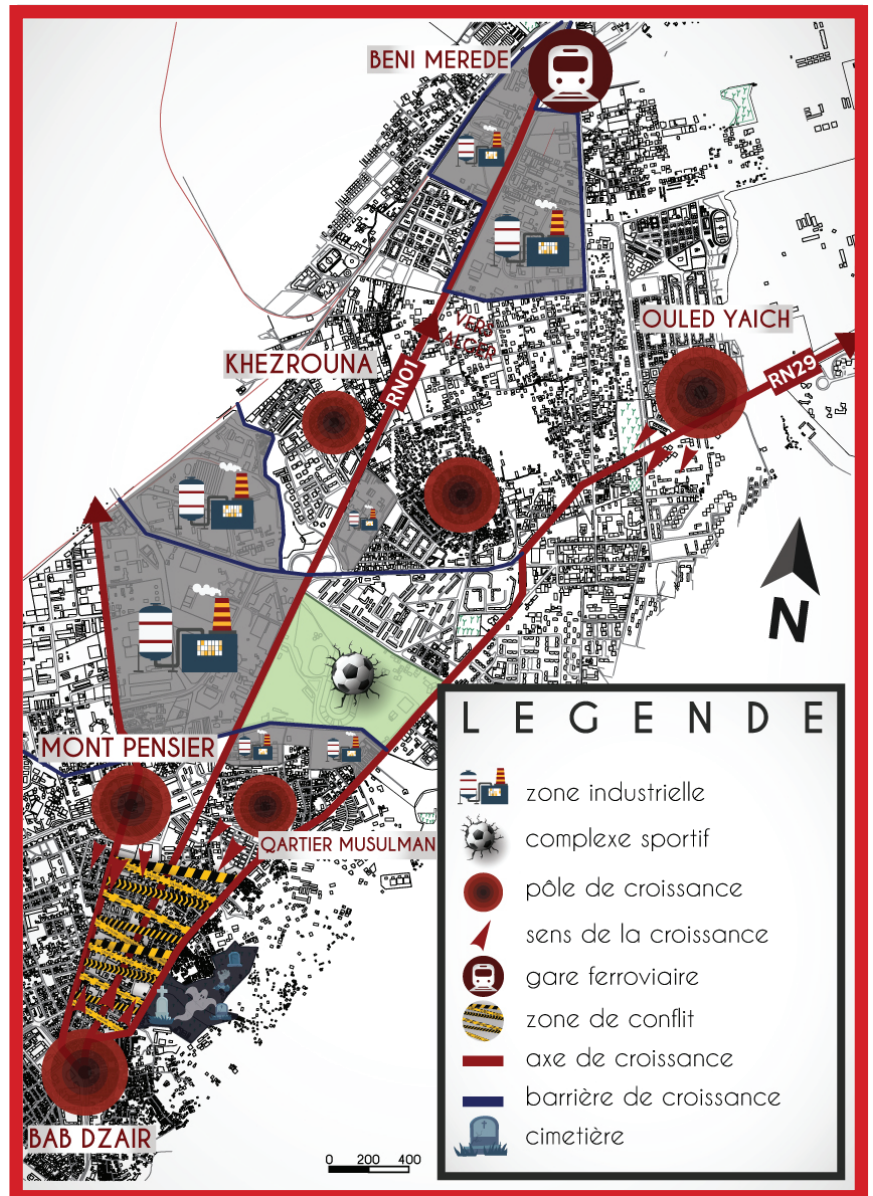 BENI MEREDE
OULED YAICH
VERS
ALGER
KHEZROUNA
RN01
RN29
N
MONT PENSIER
QARTIER MUSULMAN
BAB DZAIR
0 200 400
LEGENDE
zone industrielle
complexe sportif
pôle de croissance
sens de la croissance
gare ferroviaire
zone de conflit
axe de croissance
barrière de croissance
cimetière